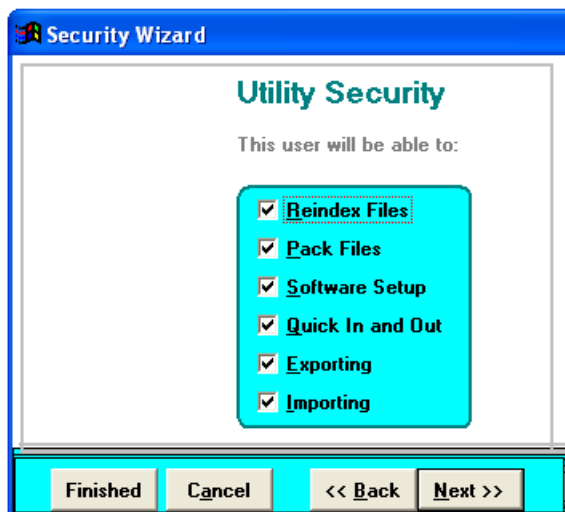 Security Wizard
Utility Security
This user will be able to:
Reindex Files
Pack Files
Software Setup
Quick In and Out
Exporting
Importing
Finished Cancel << Back Next >>